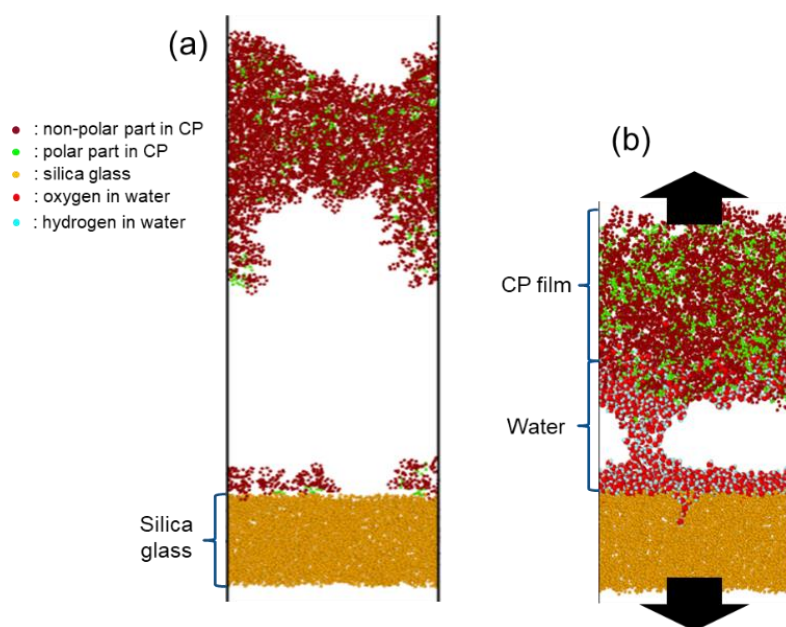 (a)
: non-polar part in CP
: polar part in CP
: silica glass
: oxygen in water
: hydrogen in water
(b)
CP film
Water
Silica
glass